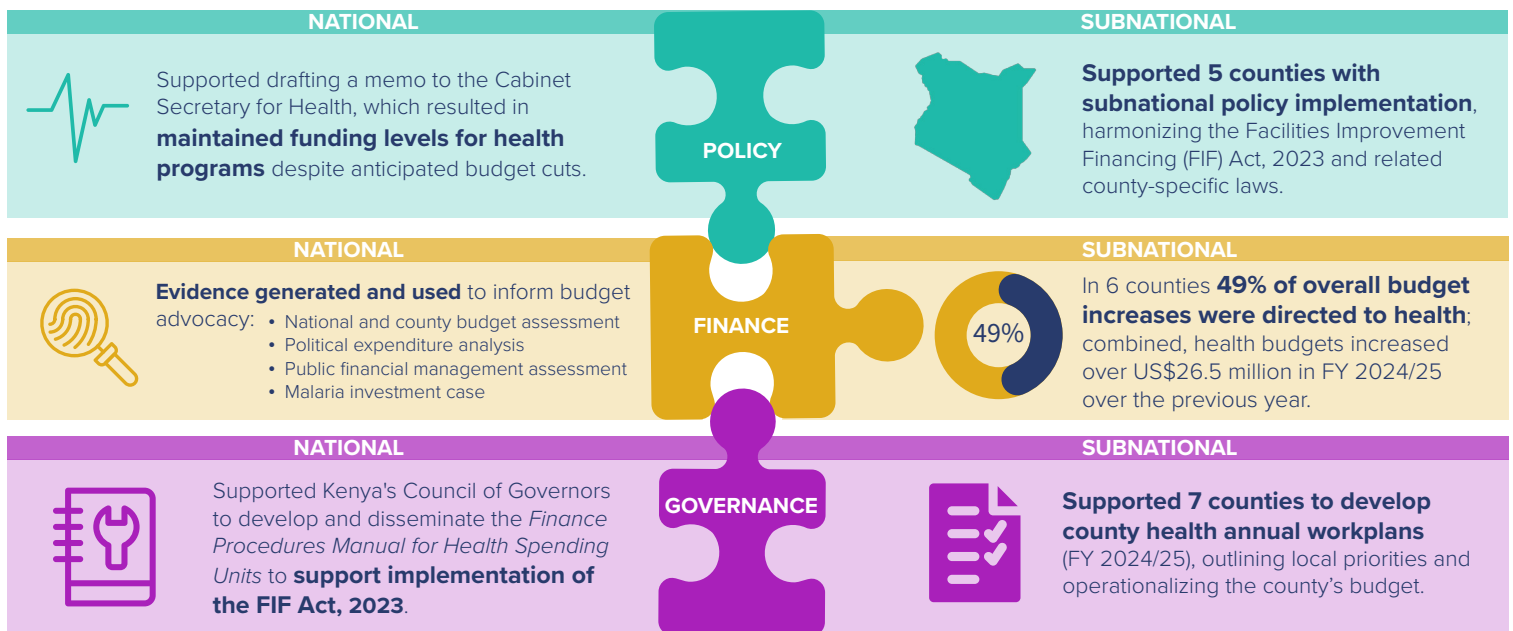 NATIONAL
Supported drafting a memo to the Cabinet
Secretary for Health, which resulted in
maintained funding levels for health
programs despite anticipated budget cuts.
POLICY
SUBNATIONAL
Supported 5 counties with
subnational policy implementation,
harmonizing the Facilities Improvement
Financing (FIF) Act, 2023 and related
county-specific laws.
NATIONAL
Evidence generated and used to inform budget
advocacy:
• National and county budget assessment
• Political expenditure analysis
• Public financial management assessment
• Malaria investment case
FINANCE
SUBNATIONAL
49%
In 6 counties 49% of overall budget
increases were directed to health;
combined, health budgets increased
over US$26.5 million in FY 2024/25
over the previous year.
NATIONAL
Supported Kenya's Council of Governors
to develop and disseminate the Finance
Procedures Manual for Health Spending
Units to support implementation of
the FIF Act, 2023.
GOVERNANCE
SUBNATIONAL
Supported 7 counties to develop
county health annual workplans
(FY 2024/25), outlining local priorities and
operationalizing the county’s budget.